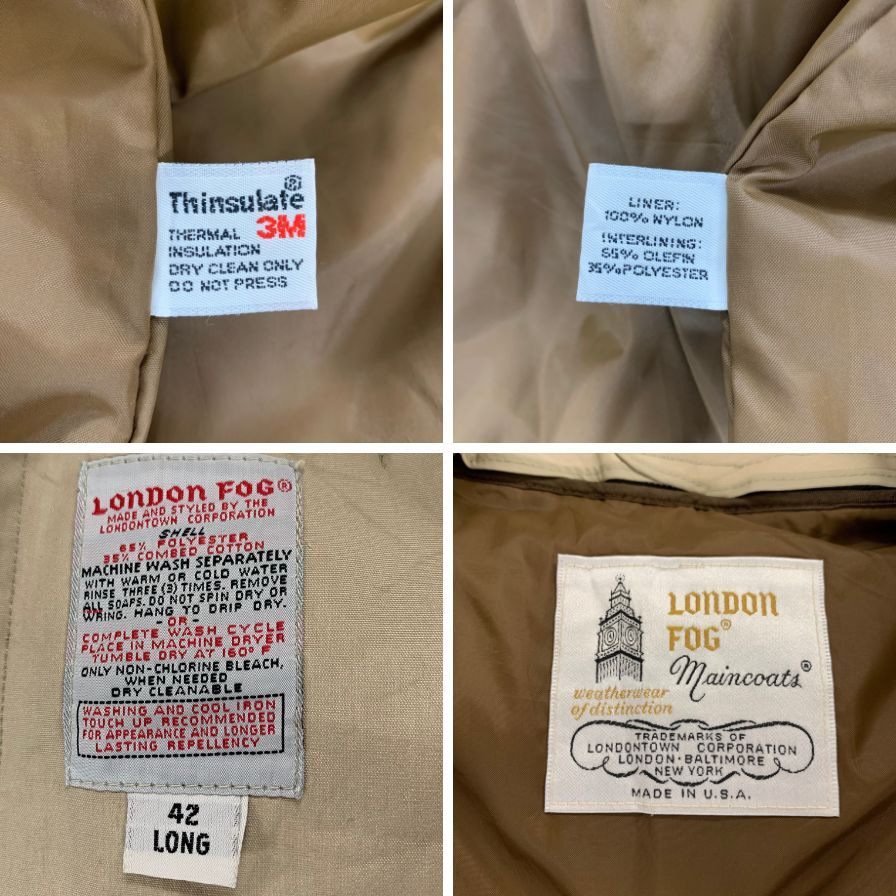 Thinsulate®
3M
THERMAL
INSULATION
DRY CLEAN ONLY
DO NOT PRESS
LINER:
100% NYLON
INTERLINING:
65% OLEFIN
35% POLYESTER
LONDON FOG®
MADE AND STYLED BY THE
LONDONTOWN CORPORATION
SHELL
65% POLYESTER
35% COMBED COTTON
MACHINE WASH SEPARATELY
WITH WARM OR COLD WATER
RINSE THREE (3) TIMES. REMOVE
ALL SOAPS. DO NOT SPIN DRY OR
WRING. HANG TO DRIP DRY.
-OR-
COMPLETE WASH CYCLE
PLACE IN MACHINE DRYER
TUMBLE DRY AT 160° F
ONLY NON-CHLORINE BLEACH,
WHEN NEEDED
DRY CLEANABLE
WASHING AND COOL IRON
TOUCH UP RECOMMENDED
FOR APPEARANCE AND LONGER
LASTING REPELLENCY
42
LONG
LONDON
FOG®
Maincoats®
weatherwear
of distinction
TRADEMARKS OF
LONDONTOWN CORPORATION
LONDON·BALTIMORE
NEW YORK
MADE IN U.S.A.